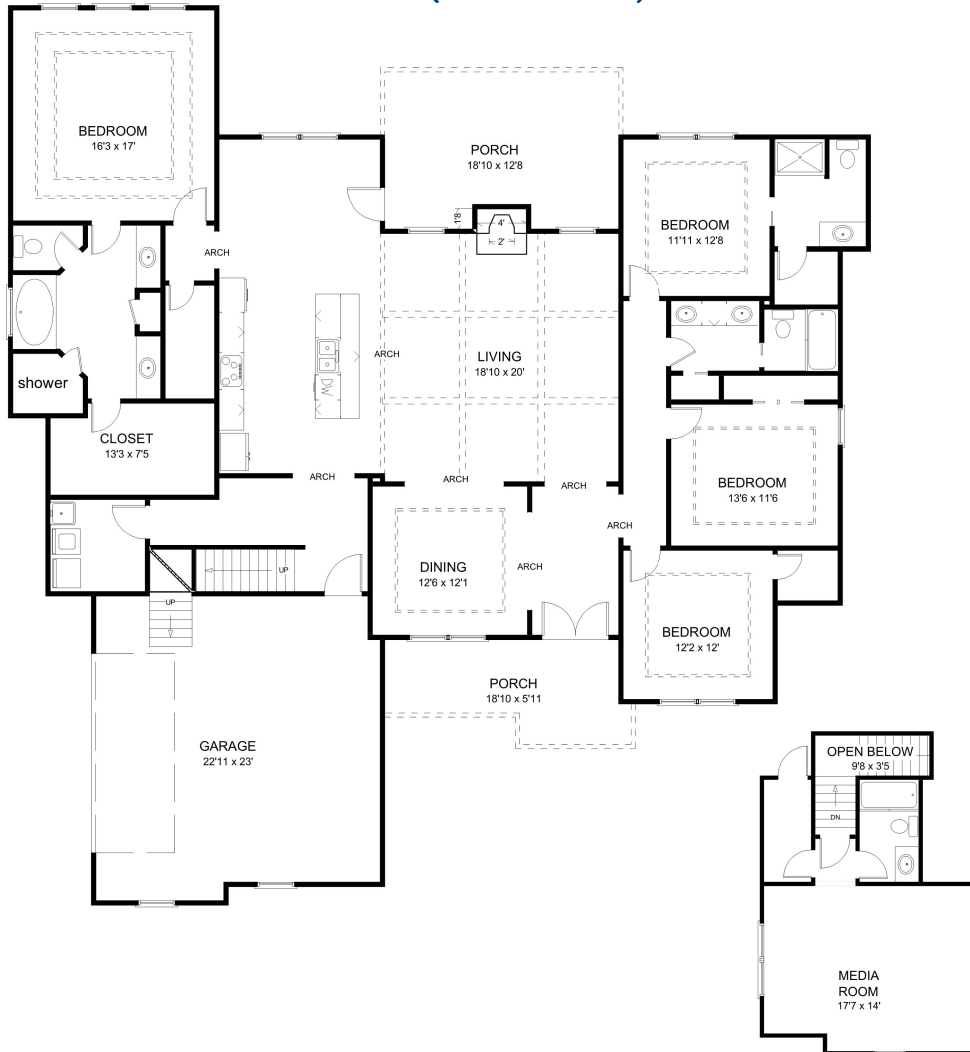 BEDROOM
16'3 x 17'
PORCH
18'10 x 12'8
1'8
4'
2'
BEDROOM
11'11 x 12'8
ARCH
ARCH
LIVING
18'10 x 20'
shower
DW
CLOSET
13'3 x 7'5
ARCH
ARCH
ARCH
BEDROOM
13'6 x 11'6
ARCH
UP
DINING
12'6 x 12'1
ARCH
UP
BEDROOM
12'2 x 12'
PORCH
18'10 x 5'11
GARAGE
22'11 x 23'
OPEN BELOW
9'8 x 3'5
DN
MEDIA
ROOM
17'7 x 14'